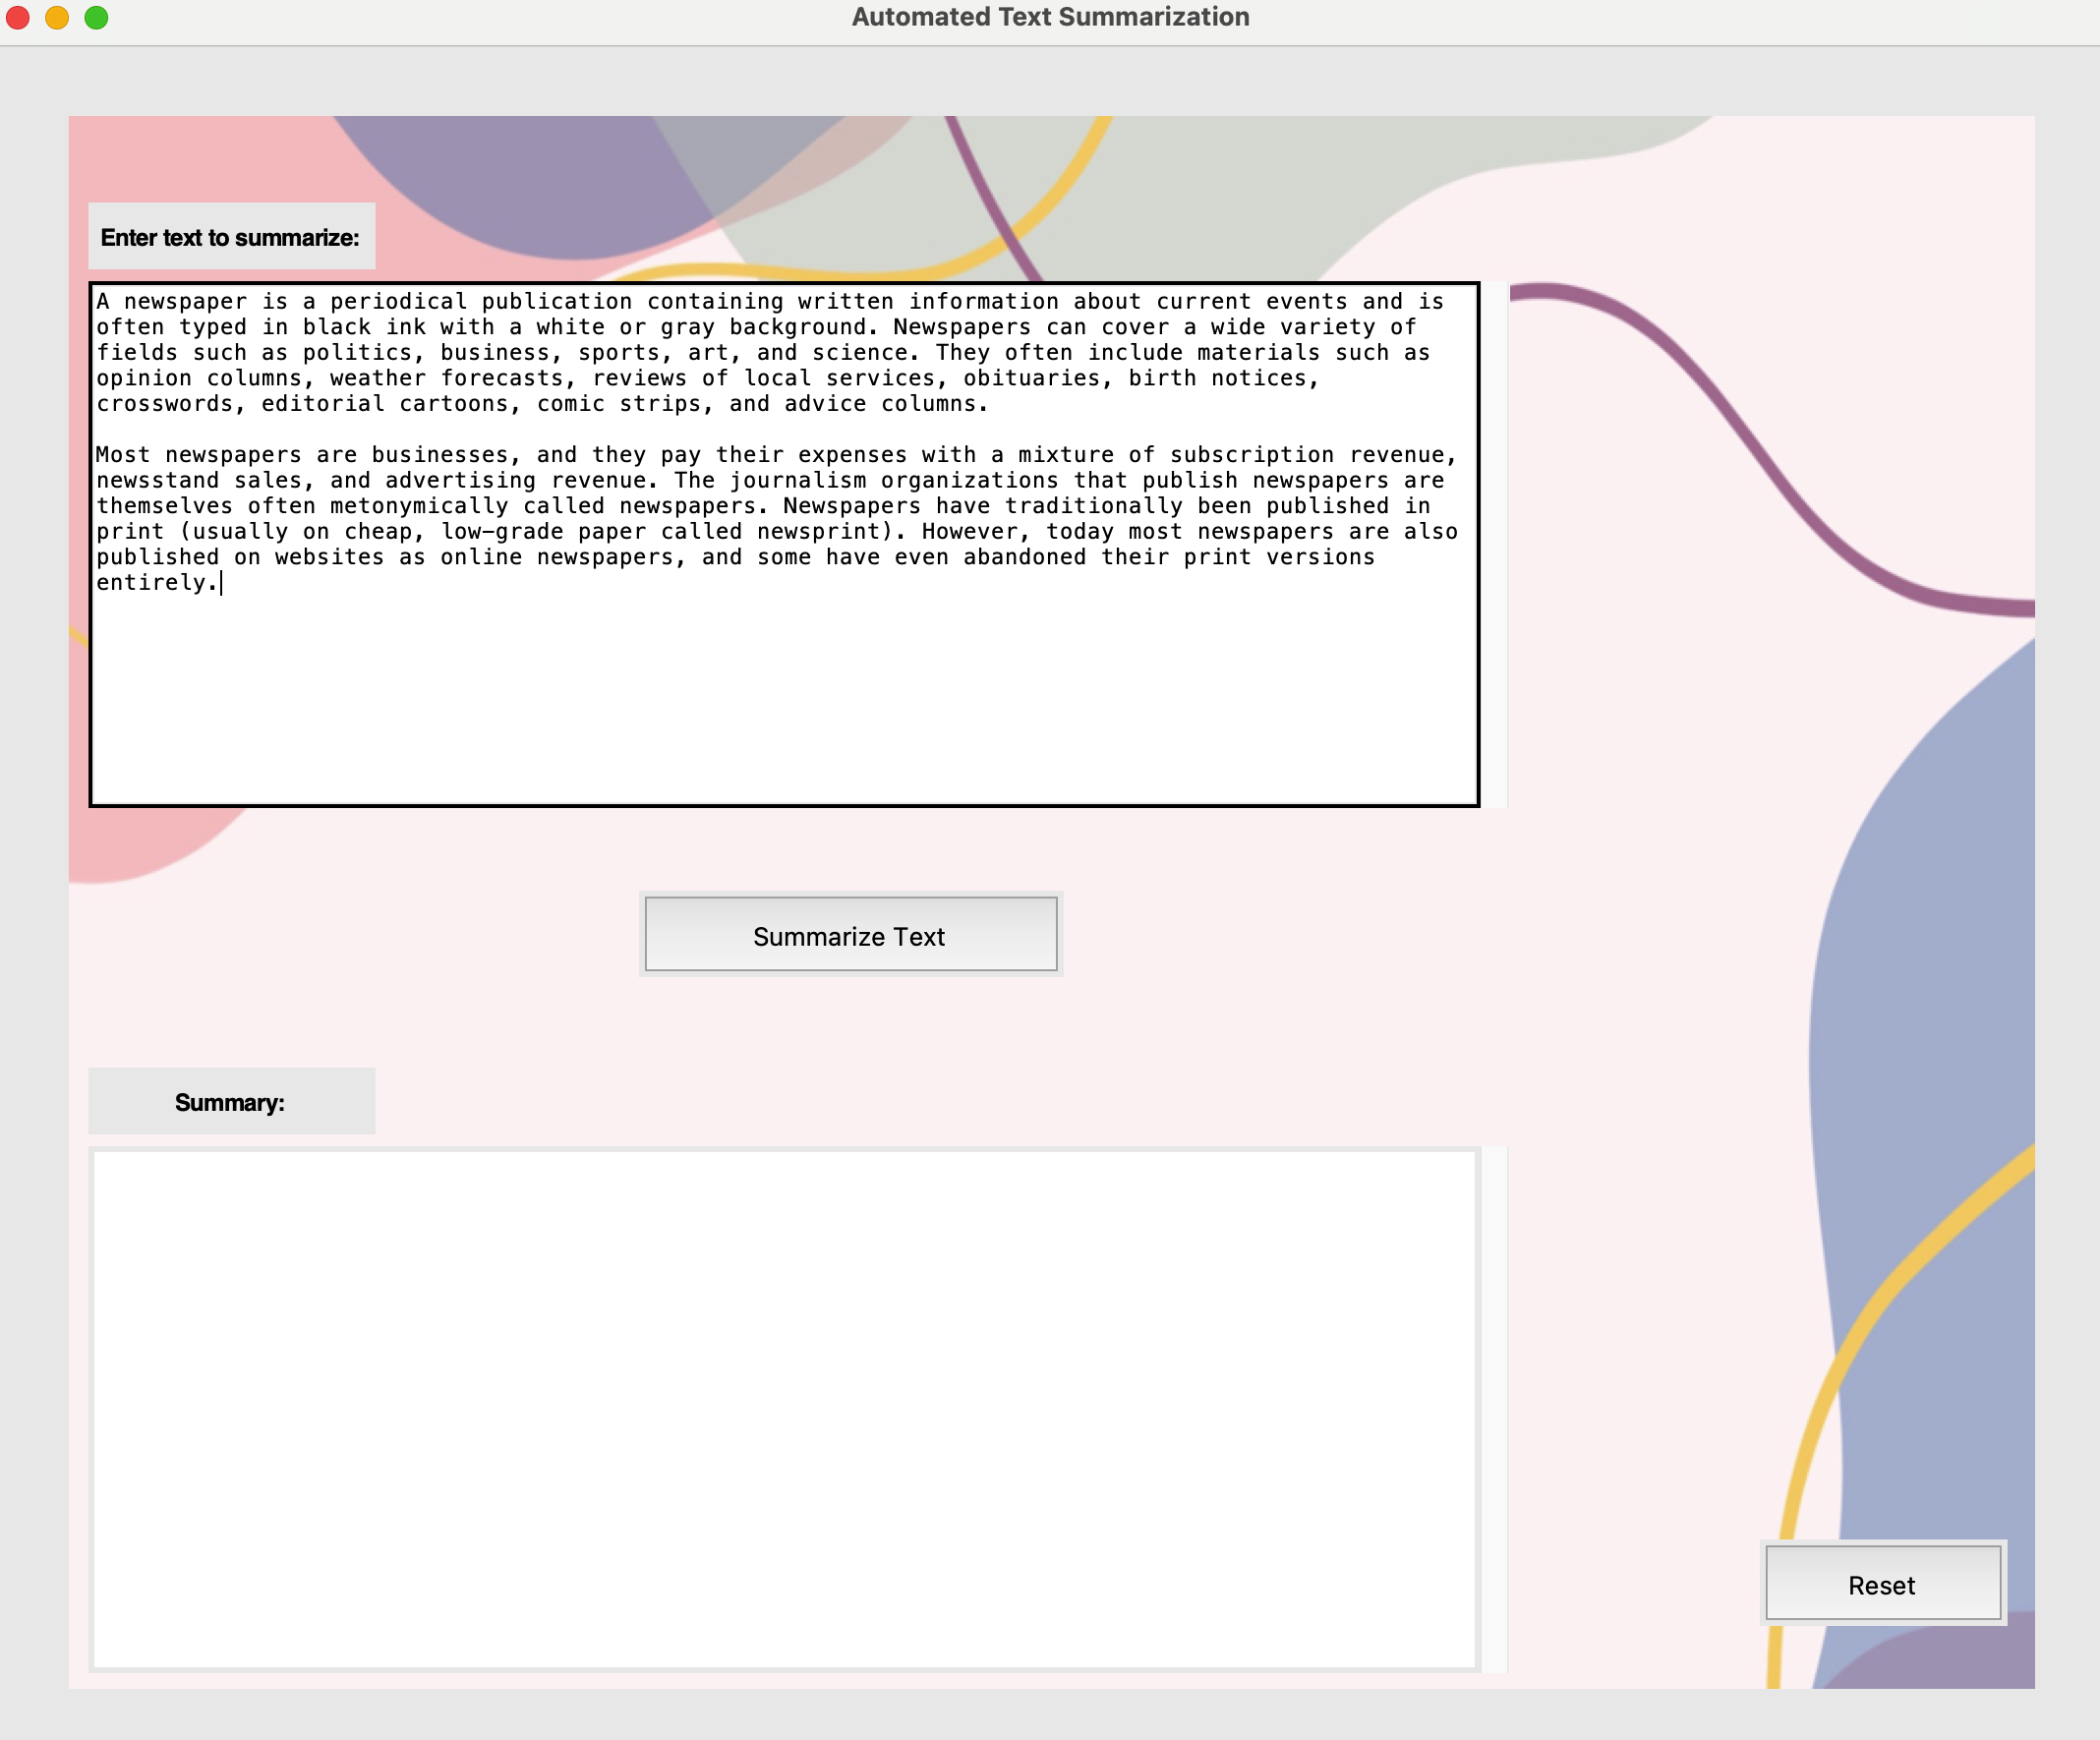 Automated Text Summarization
Enter text to summarize:
A newspaper is a periodical publication containing written information about current events and is
often typed in black ink with a white or gray background. Newspapers can cover a wide variety of
fields such as politics, business, sports, art, and science. They often include materials such as
opinion columns, weather forecasts, reviews of local services, obituaries, birth notices,
crosswords, editorial cartoons, comic strips, and advice columns.
Most newspapers are businesses, and they pay their expenses with a mixture of subscription revenue,
newsstand sales, and advertising revenue. The journalism organizations that publish newspapers are
themselves often metonymically called newspapers. Newspapers have traditionally been published in
print (usually on cheap, low-grade paper called newsprint). However, today most newspapers are also
published on websites as online newspapers, and some have even abandoned their print versions
entirely.
Summarize Text
Summary:
Reset